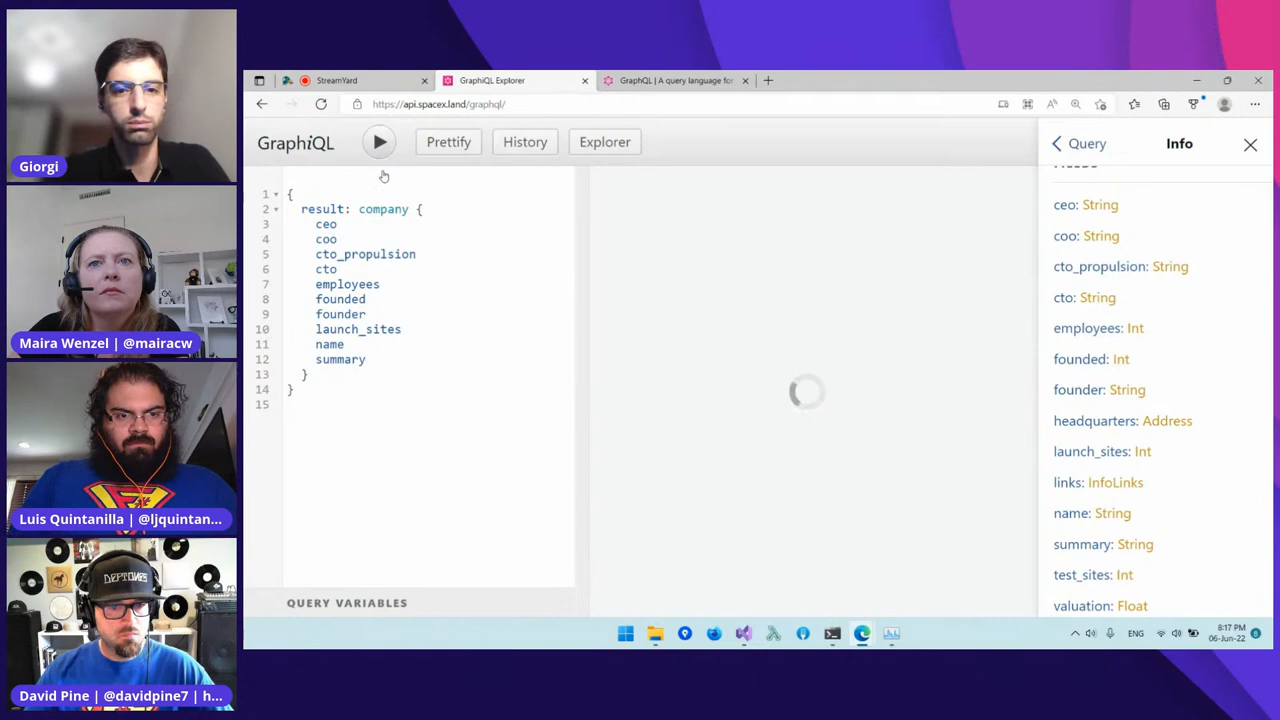 Giorgi
Maira Wenzel | @mairacw
Luis Quintanilla | @ljquintan...
DEFTONES
David Pine | @davidpine7 | h...
StreamYard
GraphiQL Explorer
GraphQL | A query language for
https://api.spacex.land/graphql/
GraphiQL
Prettify
History
Explorer
Query
Info
1 {
2 result: company {
3 ceo
4 coo
5 cto_propulsion
6 cto
7 employees
8 founded
9 founder
10 launch_sites
11 name
12 summary
13 }
14 }
15
QUERY VARIABLES
ceo: String
coo: String
cto_propulsion: String
cto: String
employees: Int
founded: Int
founder: String
headquarters: Address
launch_sites: Int
links: InfoLinks
name: String
summary: String
test_sites: Int
valuation: Float
ENG
8:17 PM
06-Jun-22